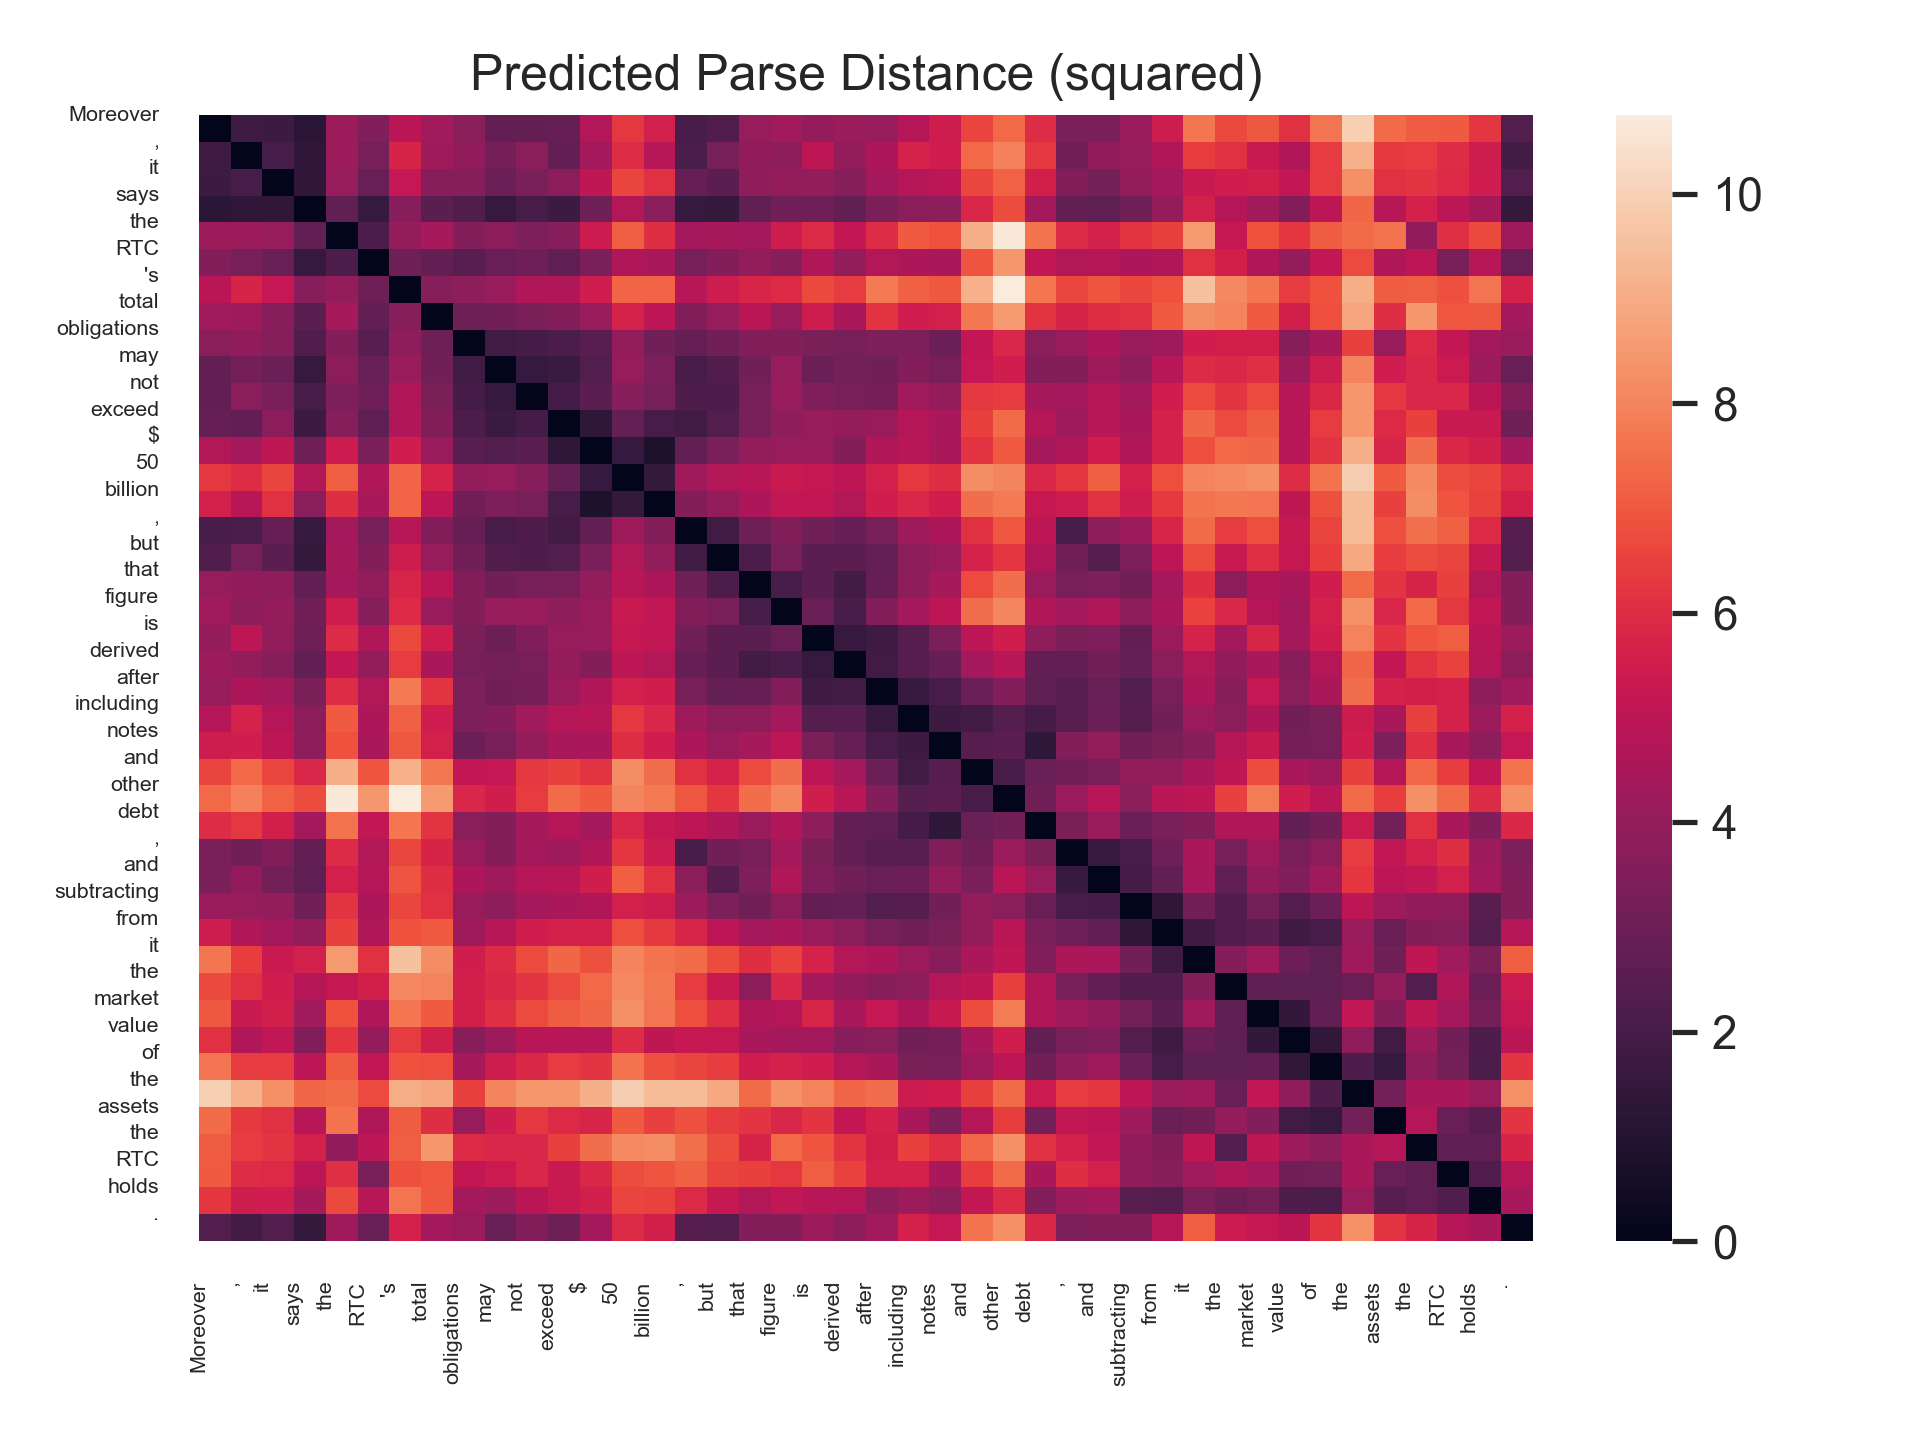 Predicted Parse Distance (squared)
Moreover
,
it
says
the
RTC
's
total
obligations
may
not
exceed
$
50
billion
,
but
that
figure
is
derived
after
including
notes
and
other
debt
,
and
subtracting
from
it
the
market
value
of
the
assets
the
RTC
holds
.
10
8
6
4
2
0
Moreover
,
it
says
the
RTC
's
total
obligations
may
not
exceed
$
50
billion
,
but
that
figure
is
derived
after
including
notes
and
other
debt
,
and
subtracting
from
it
the
market
value
of
the
assets
the
RTC
holds
.